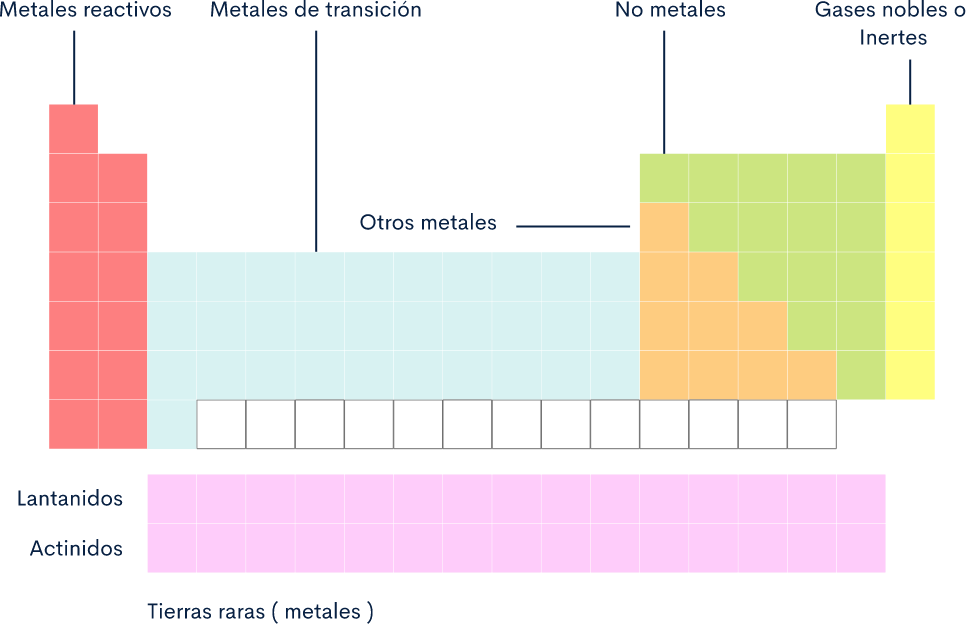 Metales reactivos
Metales de transición
No metales
Gases nobles o
Inertes
Otros metales
Lantanidos
Actinidos
Tierras raras ( metales )